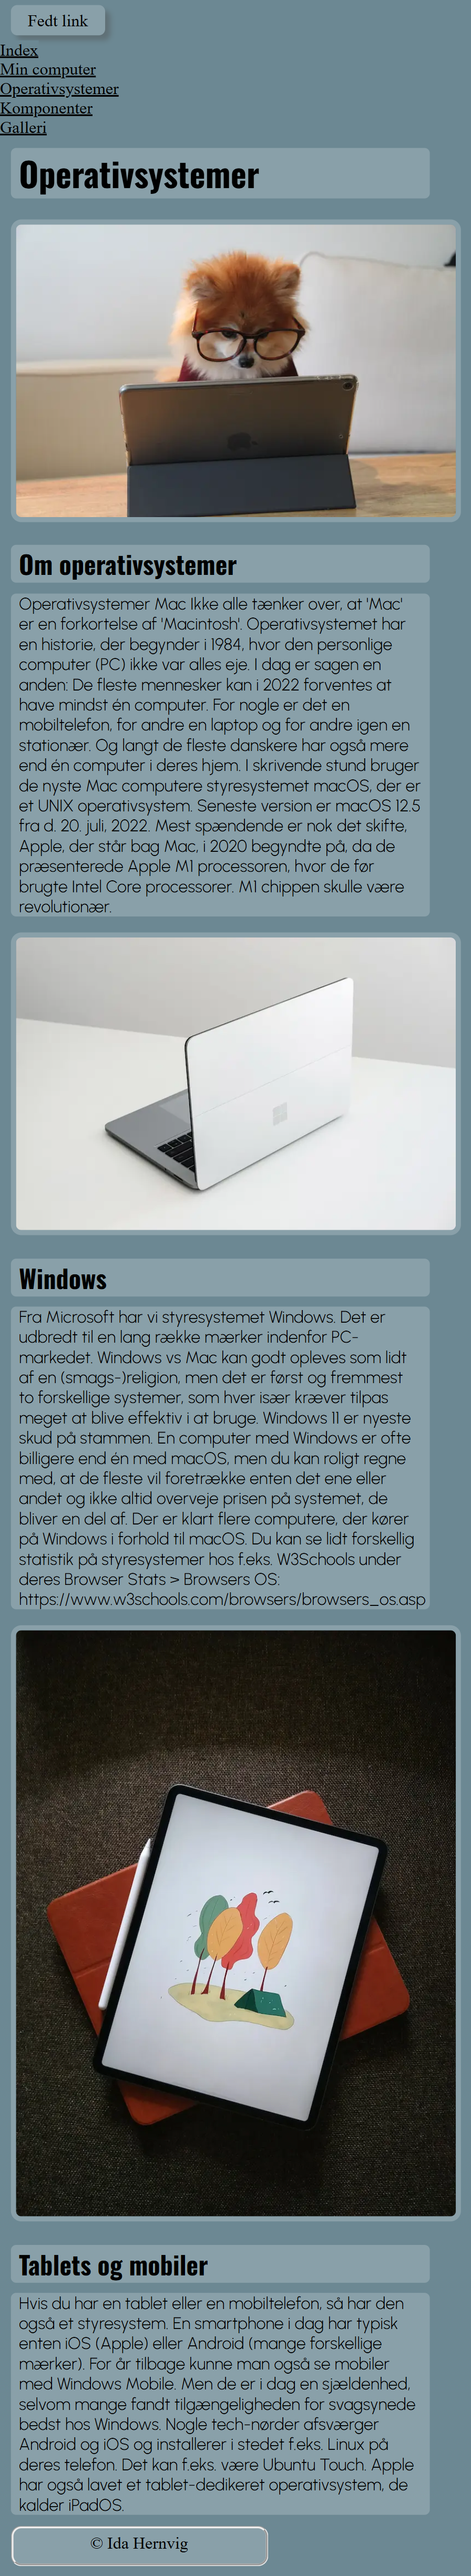 Fedt link
Index
Min computer
Operativsystemer
Komponenter
Galleri
Operativsystemer
Om operativsystemer
Operativsystemer Mac Ikke alle tænker over, at 'Mac'
er en forkortelse af 'Macintosh'. Operativsystemet har
en historie, der begynder i 1984, hvor den personlige
computer (PC) ikke var alles eje. I dag er sagen en
anden: De fleste mennesker kan i 2022 forventes at
have mindst én computer. For nogle er det en
mobiltelefon, for andre en laptop og for andre igen en
stationær. Og langt de fleste danskere har også mere
end én computer i deres hjem. I skrivende stund bruger
de nyste Mac computere styresystemet macOS, der er
et UNIX operativsystem. Seneste version er macOS 12.5
fra d. 20. juli, 2022. Mest spændende er nok det skifte,
Apple, der står bag Mac, i 2020 begyndte på, da de
præsenterede Apple M1 processoren, hvor de før
brugte Intel Core processorer. M1 chippen skulle være
revolutionær.
Windows
Fra Microsoft har vi styresystemet Windows. Det er
udbredt til en lang række mærker indenfor PC-
markedet. Windows vs Mac kan godt opleves som lidt
af en (smags-)religion, men det er først og fremmest
to forskellige systemer, som hver især kræver tilpas
meget at blive effektiv i at bruge. Windows 11 er nyeste
skud på stammen. En computer med Windows er ofte
billigere end én med macOS, men du kan roligt regne
med, at de fleste vil foretrække enten det ene eller
andet og ikke altid overveje prisen på systemet, de
bliver en del af. Der er klart flere computere, der kører
på Windows i forhold til macOS. Du kan se lidt forskellig
statistik på styresystemer hos f.eks. W3Schools under
deres Browser Stats > Browsers OS:
https://www.w3schools.com/browsers/browsers_os.asp
Tablets og mobiler
Hvis du har en tablet eller en mobiltelefon, så har den
også et styresystem. En smartphone i dag har typisk
enten iOS (Apple) eller Android (mange forskellige
mærker). For år tilbage kunne man også se mobiler
med Windows Mobile. Men de er i dag en sjældenhed,
selvom mange fandt tilgængeligheden for svagsynede
bedst hos Windows. Nogle tech-nørder afsværger
Android og iOS og installerer i stedet f.eks. Linux på
deres telefon. Det kan f.eks. være Ubuntu Touch. Apple
har også lavet et tablet-dedikeret operativsystem, de
kalder iPadOS.
© Ida Hernvig